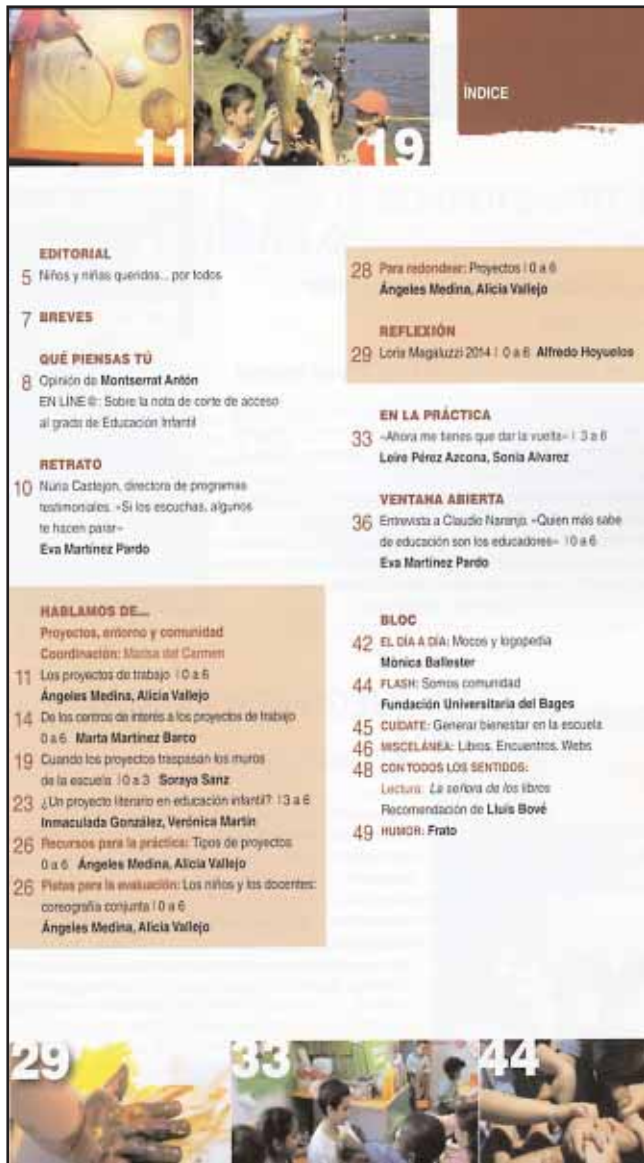 11
19
ÍNDICE
EDITORIAL
5 Niños y niñas queridos... por todos
7 BREVES
QUÉ PIENSAS TÚ
8 Opinión de Montserrat Antón
EN LÍNE@: Sobre la nota de corte de acceso
al grado de Educación Infantil
RETRATO
10 Nuria Castejon, directora de programas
testimoniales. «Si los escuchas, algunos
te hacen parar»
Eva Martínez Pardo
HABLAMOS DE...
Proyectos, entorno y comunidad
Coordinación: Marisa del Carmen
11 Los proyectos de trabajo | 0 a 6
Ángeles Medina, Alicia Vallejo
14 De los centros de interés a los proyectos de trabajo
0 a 6 Marta Martínez Barco
19 Cuando los proyectos traspasan los muros
de la escuela | 0 a 3 Soraya Sanz
23 ¿Un proyecto literario en educación infantil? | 3 a 6
Inmaculada González, Verónica Martín
26 Recursos para la práctica: Tipos de proyectos
0 a 6 Ángeles Medina, Alicia Vallejo
26 Pistas para la evaluación: Los niños y los docentes:
coreografía conjunta | 0 a 6
Ángeles Medina, Alicia Vallejo
28 Para redondear: Proyectos | 0 a 6
Ángeles Medina, Alicia Vallejo
REFLEXIÓN
29 Loris Magaluzzi 2014 | 0 a 6 Alfredo Hoyuelos
EN LA PRÁCTICA
33 «Ahora me tienes que dar la vuelta» | 3 a 6
Leire Pérez Azcona, Sonia Alvarez
VENTANA ABIERTA
36 Entrevista a Claudio Naranjo. «Quien más sabe
de educación son los educadores» | 0 a 6
Eva Martínez Pardo
BLOC
42 EL DÍA A DÍA: Mocos y logopedia
Mònica Ballester
44 FLASH: Somos comunidad
Fundación Universitaria del Bages
45 CUIDATE: Generar bienestar en la escuela
46 MISCELÁNEA: Libros. Encuentros. Webs
48 CON TODOS LOS SENTIDOS:
Lectura: La señora de los libros
Recomendación de Lluís Bové
49 HUMOR: Frato
29
33
44